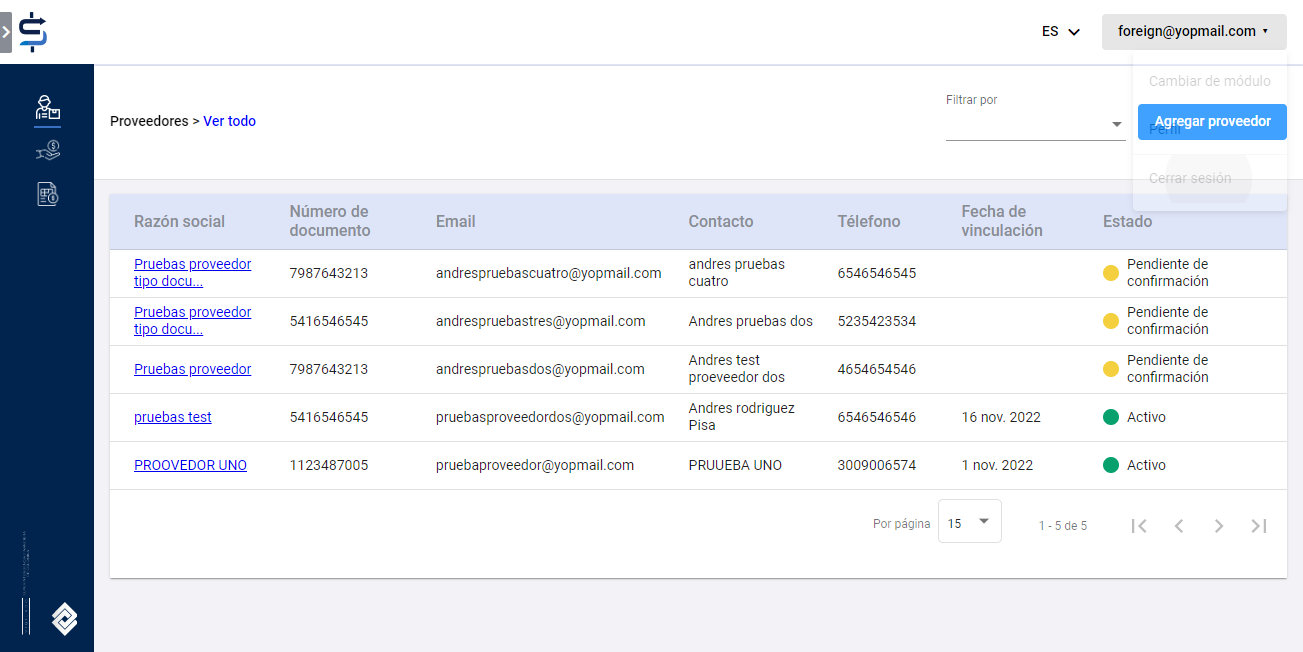 ES
foreign@yopmail.com
Cambiar de módulo
Agregar proveedor
Perfil
Cerrar sesión
Proveedores > Ver todo
Filtrar por
Razón social
Número de
documento
Email
Contacto
Télefono
Fecha de
vinculación
Estado
Pruebas proveedor
tipo docu...
7987643213
andrespruebascuatro@yopmail.com
andres pruebas
cuatro
6546546545
Pendiente de
confirmación
Pruebas proveedor
tipo docu...
5416546545
andrespruebastres@yopmail.com
Andres pruebas dos
5235423534
Pendiente de
confirmación
Pruebas proveedor
7987643213
andrespruebasdos@yopmail.com
Andres test
proeveedor dos
4654654546
Pendiente de
confirmación
pruebas test
5416546545
pruebasproveedordos@yopmail.com
Andres rodriguez
Pisa
6546546546
16 nov. 2022
Activo
PROOVEDOR UNO
1123487005
pruebaproveedor@yopmail.com
PRUUEBA UNO
3009006574
1 nov. 2022
Activo
Por página
15
1 - 5 de 5